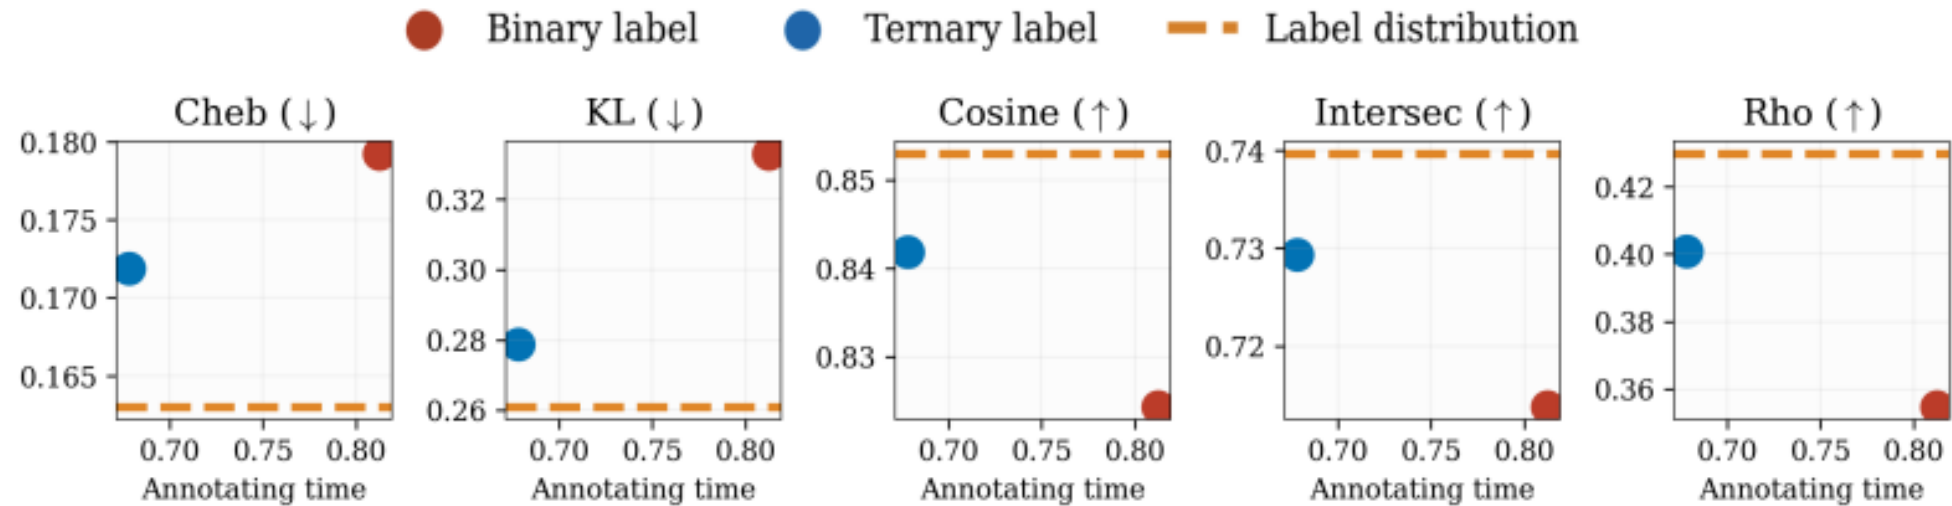 Binary label Ternary label Label distribution
Cheb (↓) KL (↓) Cosine (↑) Intersec (↑) Rho (↑)
0.180
0.175
0.170
0.165
0.70 0.75 0.80
Annotating time
0.32
0.30
0.28
0.26
0.70 0.75 0.80
Annotating time
0.85
0.84
0.83
0.70 0.75 0.80
Annotating time
0.74
0.73
0.72
0.70 0.75 0.80
Annotating time
0.42
0.40
0.38
0.36
0.70 0.75 0.80
Annotating time